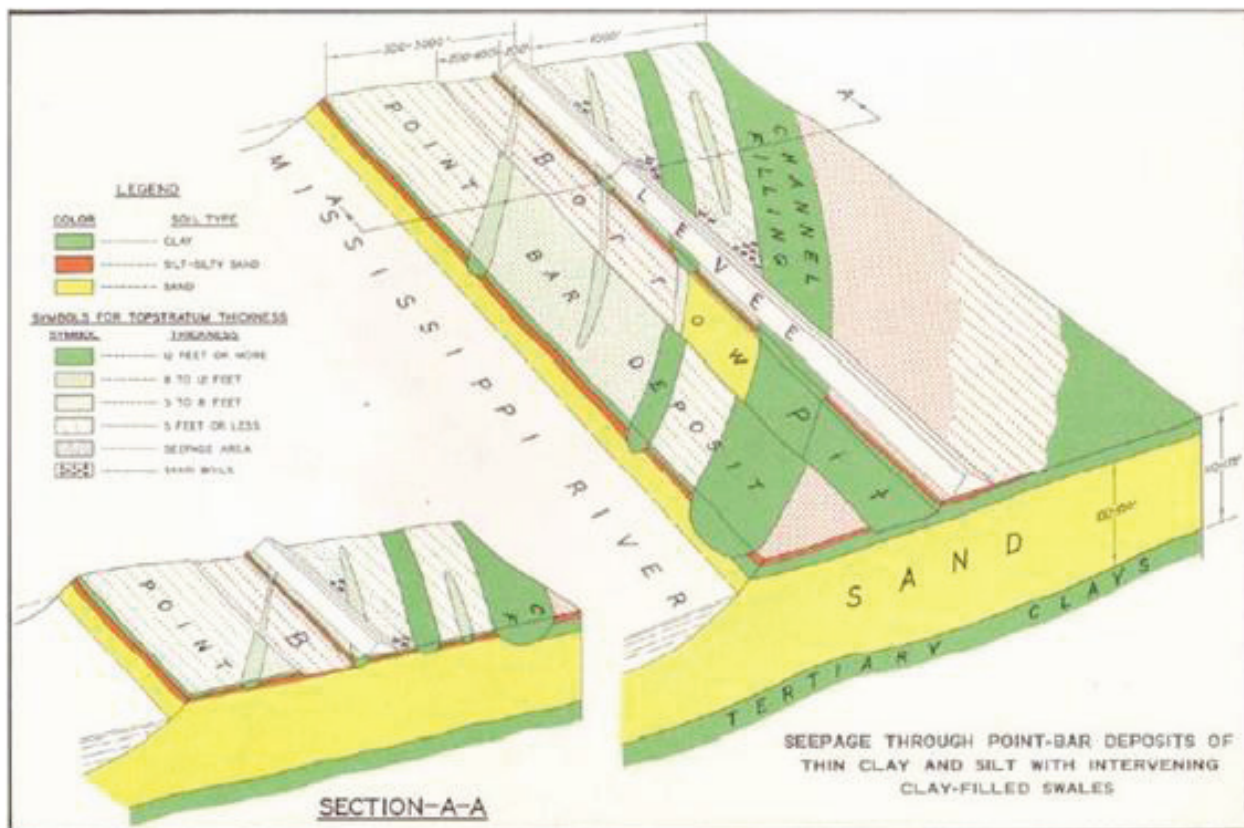 LEGEND
COLOR SOIL TYPE
CLAY
SILT-SILTY SAND
SAND
SYMBOLS FOR TOPSTRATUM THICKNESS
SYMBOL THICKNESS
12 FEET OR MORE
8 TO 12 FEET
5 TO 8 FEET
5 FEET OR LESS
SEEPAGE AREA
SAND BOILS
1000'
A
A
MISSISSIPPI RIVER
POINT BAR DEPOSIT
Borrow Pit
LEVEE
CHANNEL
FILLING
SAND
TERTIARY CLAYS
POINT
B
CF
SECTION-A-A
SEEPAGE THROUGH POINT-BAR DEPOSITS OF
THIN CLAY AND SILT WITH INTERVENING
CLAY-FILLED SWALES